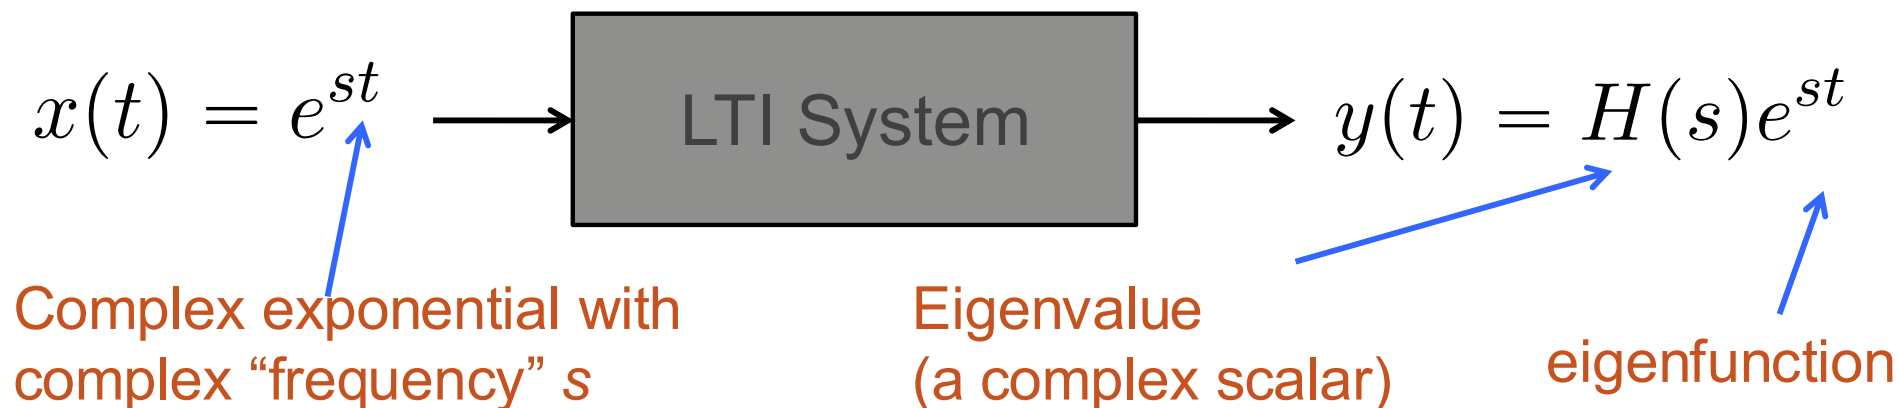 x(t) = e^{st}
LTI System
y(t) = H(s)e^{st}
Complex exponential with
complex “frequency” s
Eigenvalue
(a complex scalar)
eigenfunction